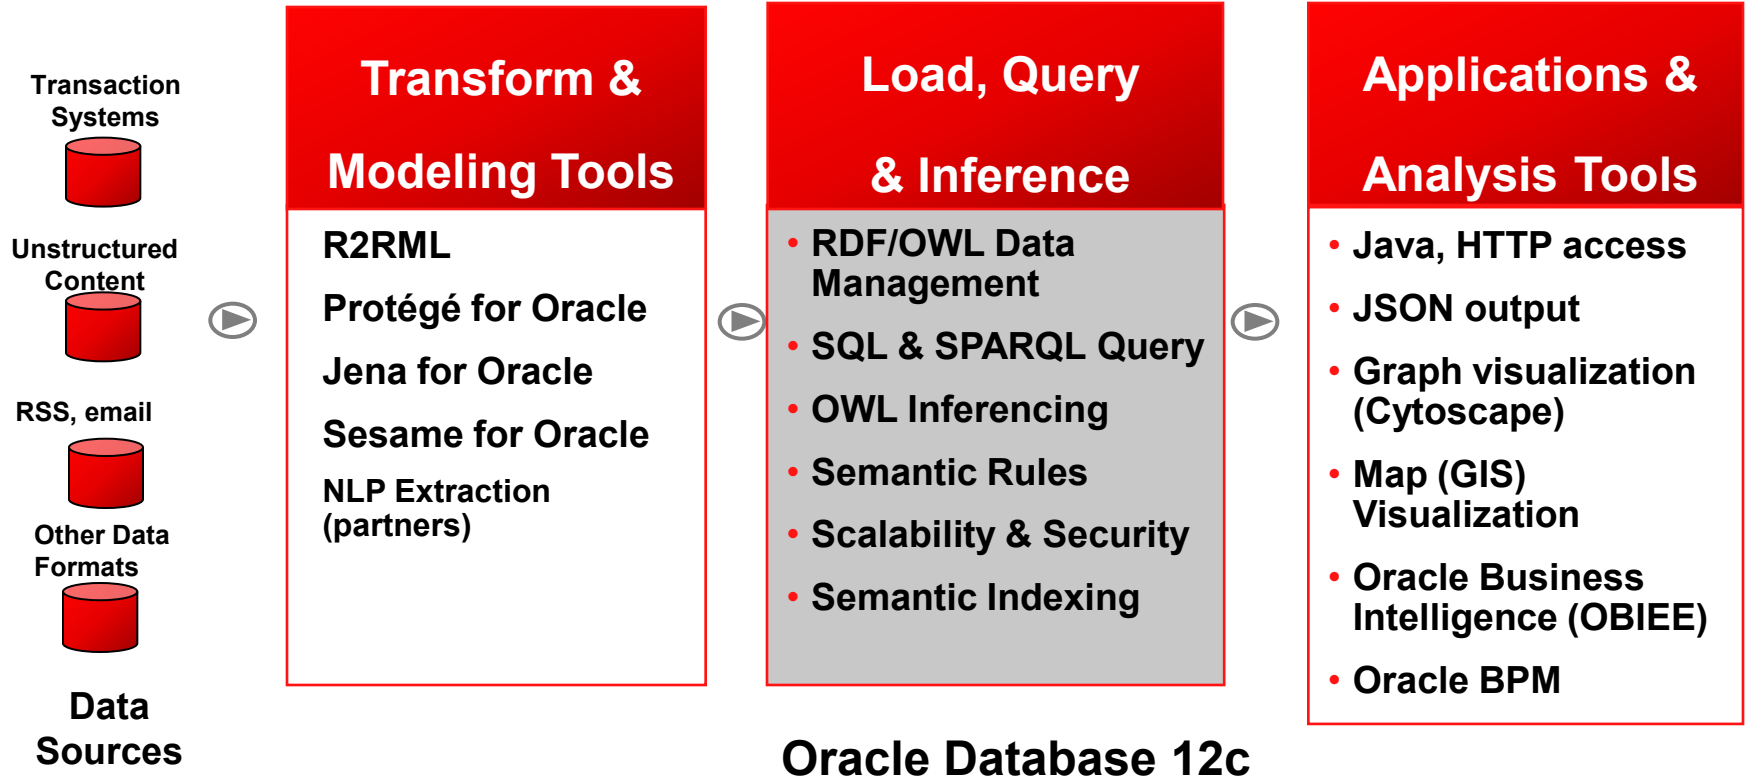 Transaction
Systems
Unstructured
Content
RSS, email
Other Data
Formats
Data
Sources
Transform &
Modeling Tools
R2RML
Protégé for Oracle
Jena for Oracle
Sesame for Oracle
NLP Extraction
(partners)
Load, Query
& Inference
• RDF/OWL Data
Management
• SQL & SPARQL Query
• OWL Inferencing
• Semantic Rules
• Scalability & Security
• Semantic Indexing
Oracle Database 12c
Applications &
Analysis Tools
• Java, HTTP access
• JSON output
• Graph visualization
(Cytoscape)
• Map (GIS)
Visualization
• Oracle Business
Intelligence (OBIEE)
• Oracle BPM